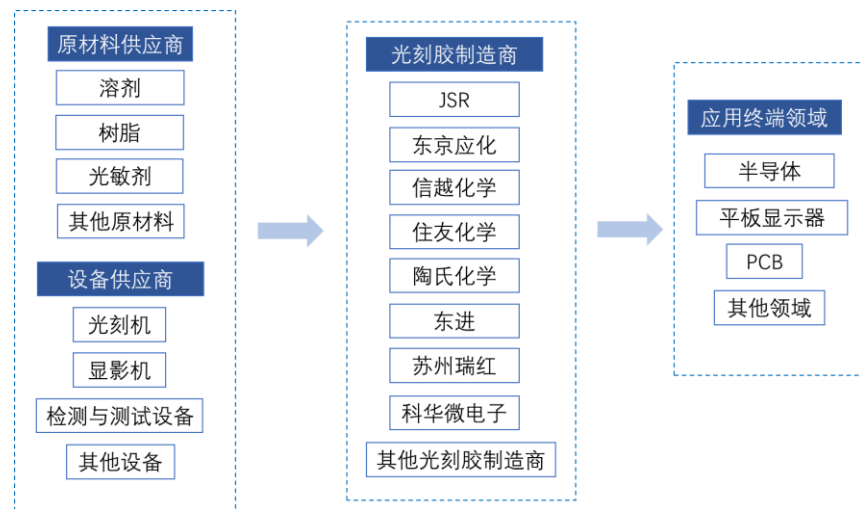 原材料供应商
溶剂
树脂
光敏剂
其他原材料
设备供应商
光刻机
显影机
检测与测试设备
其他设备
光刻胶制造商
JSR
东京应化
信越化学
住友化学
陶氏化学
东进
苏州瑞红
科华微电子
其他光刻胶制造商
应用终端领域
半导体
平板显示器
PCB
其他领域